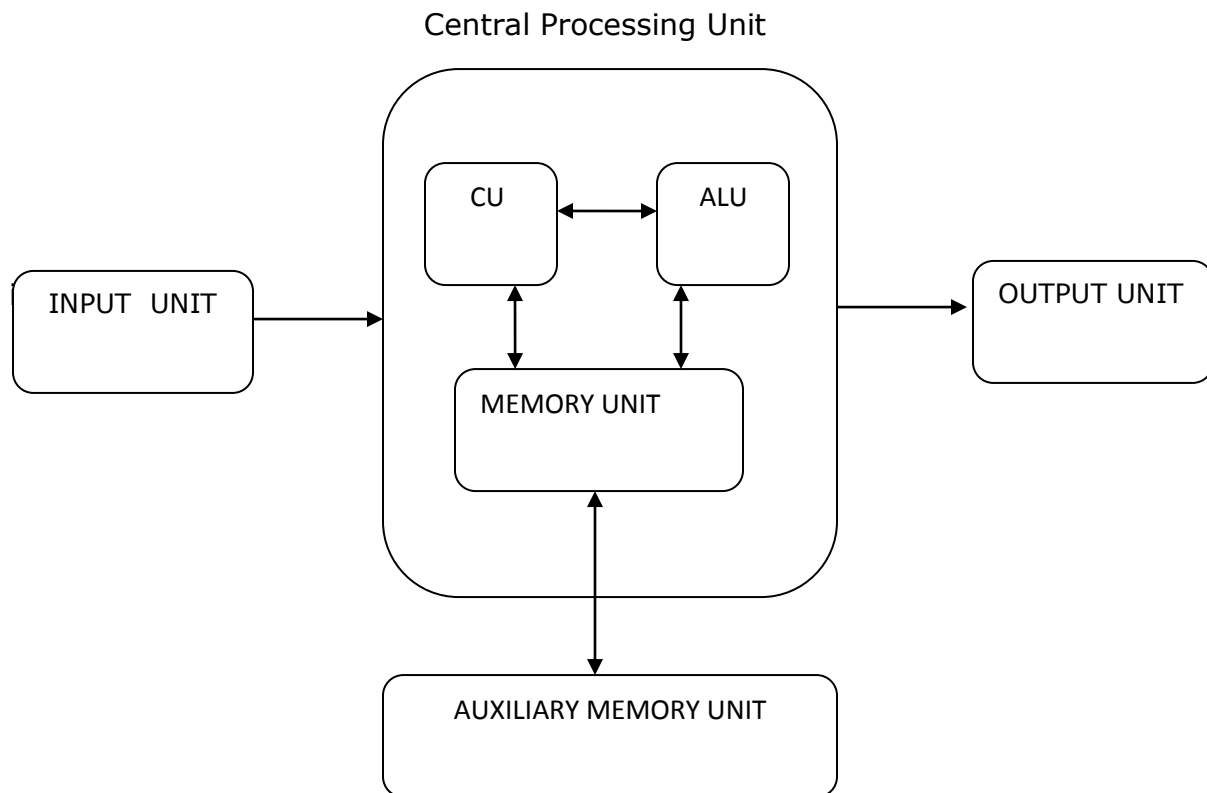 Central Processing Unit
CU
ALU
INPUT UNIT
OUTPUT UNIT
MEMORY UNIT
AUXILIARY MEMORY UNIT